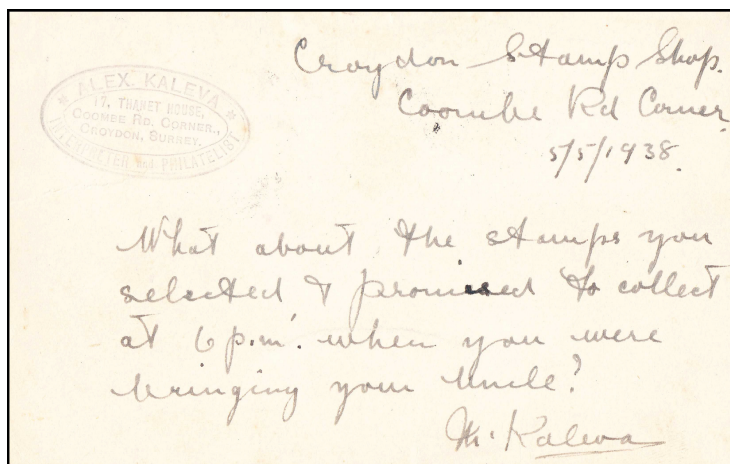 Croydon Stamp Shop.
Coombe Rd Corner.
5/5/1938.
* ALEX. KALEVA *
17, THANET HOUSE,
COOMBE RD. CORNER.,
CROYDON, SURREY.
INTERPRETER AND PHILATELIST
What about the stamps you
selected & promised to collect
at 6 p.m. when you were
bringing your Uncle?
M. Kaleva